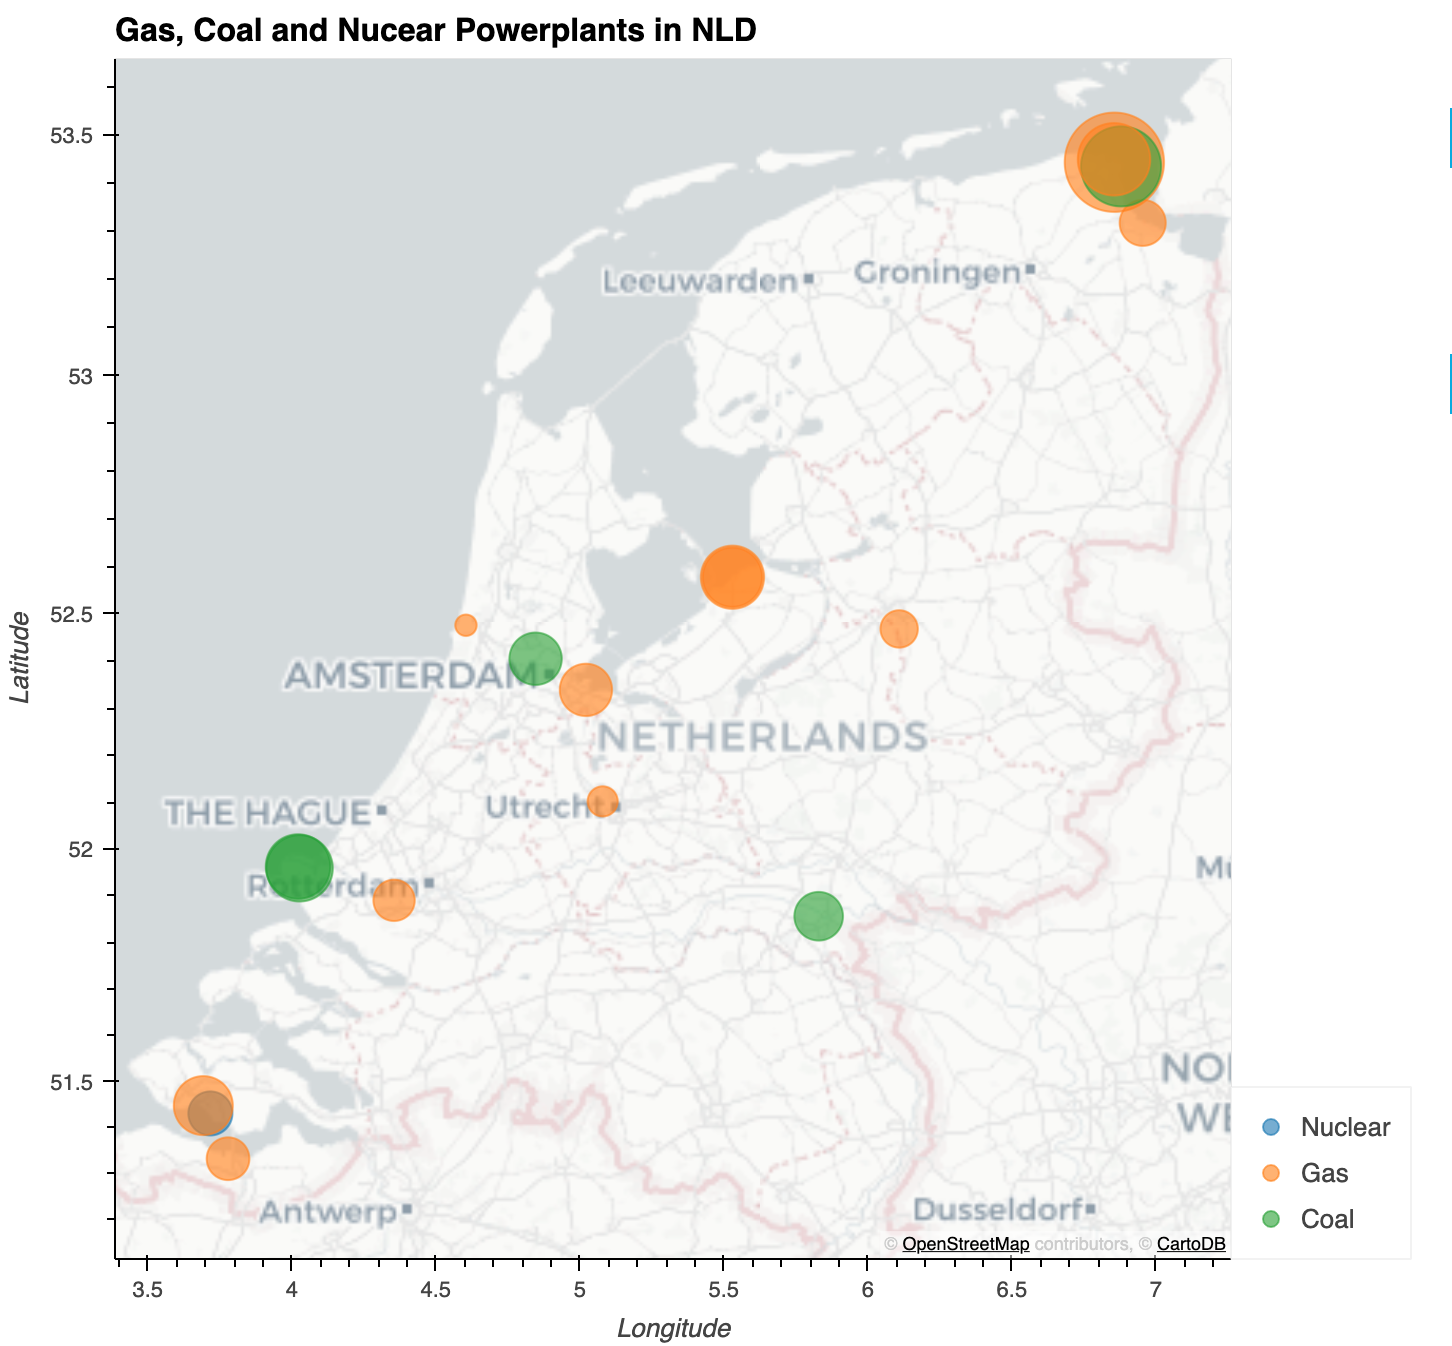 Gas, Coal and Nucear Powerplants in NLD
53.5
53
52.5
52
51.5
Latitude
Leeuwarden
Groningen
AMSTERDAM
NETHERLANDS
THE HAGUE
Utrecht
Rotterdam
Antwerp
Dusseldorf
© OpenStreetMap contributors, © CartoDB
Nuclear
Gas
Coal
3.5 4 4.5 5 5.5 6 6.5 7
Longitude